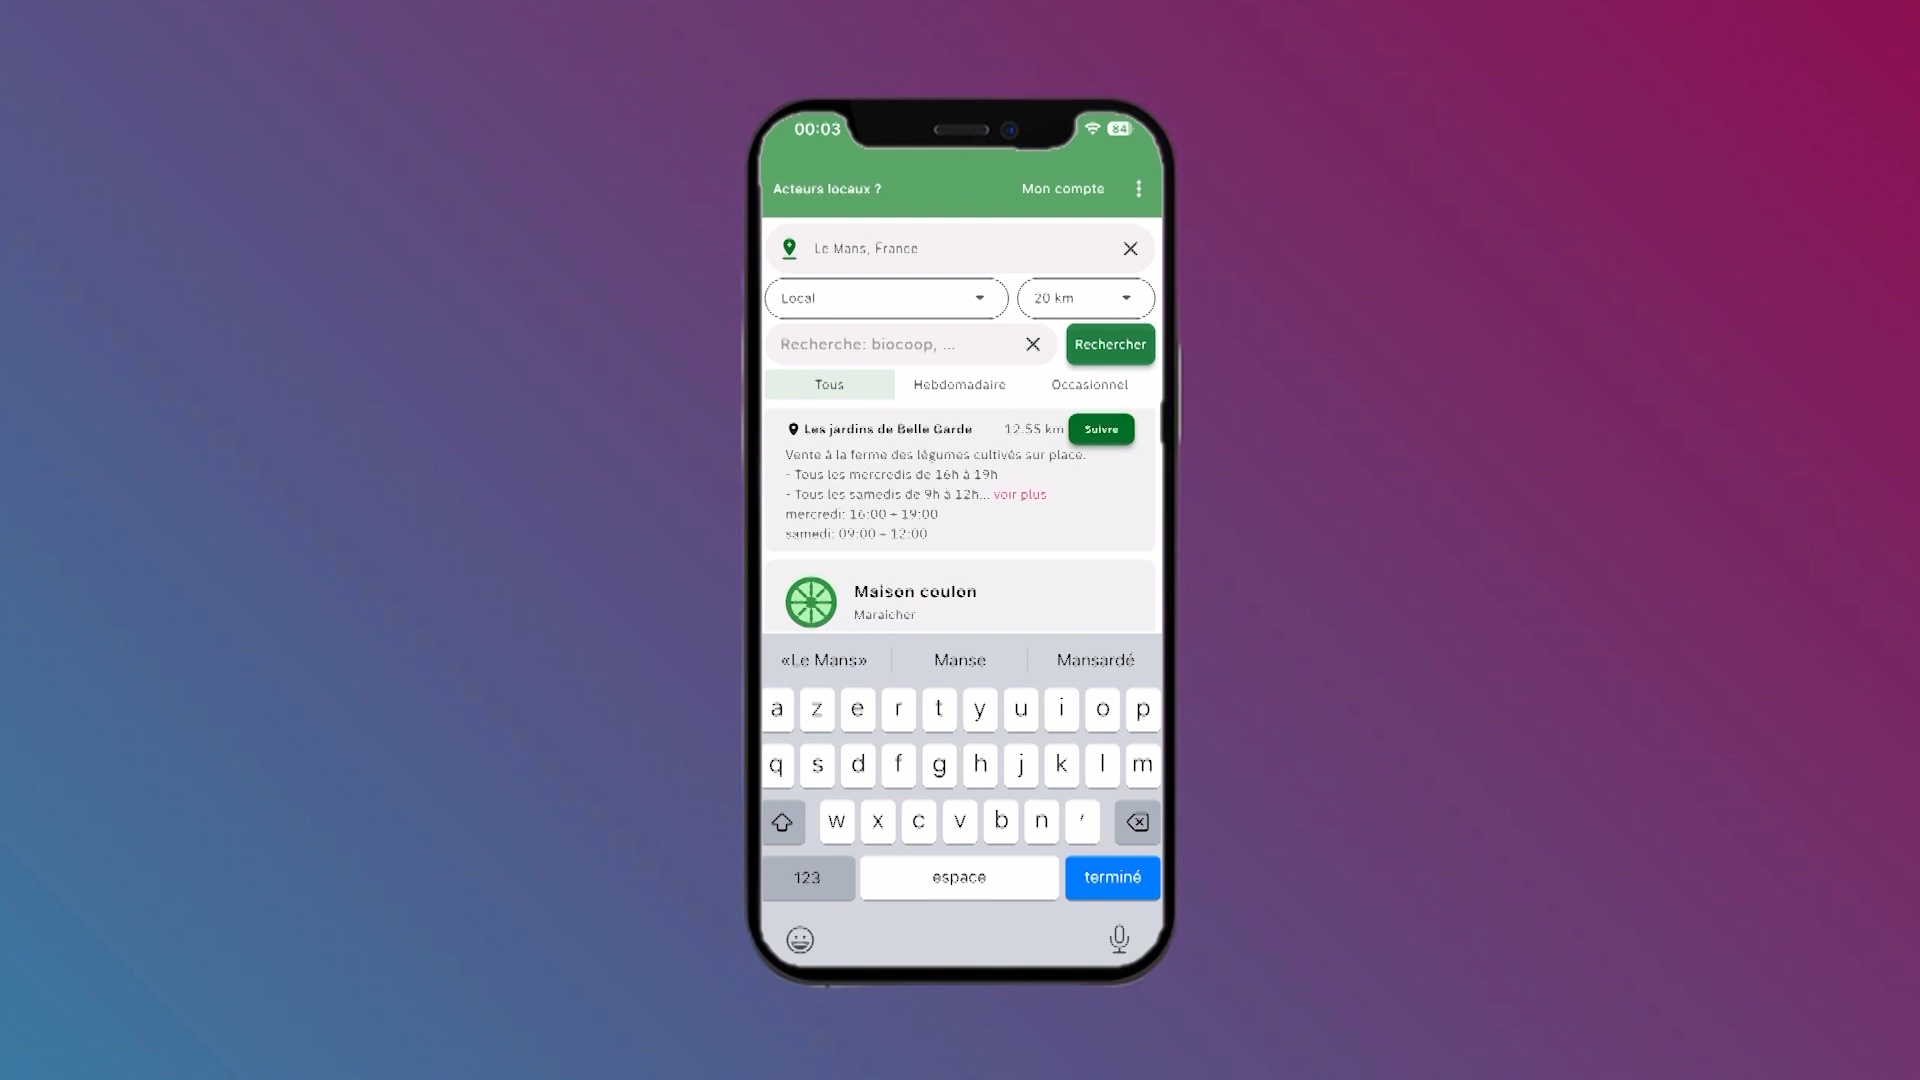 00:03
84
Acteurs locaux ?
Mon compte
Le Mans, France
Local
20 km
Recherche: biocoop, ...
Rechercher
Tous
Hebdomadaire
Occasionnel
Les jardins de Belle Garde
12.55 km
Suivre
Vente à la ferme des légumes cultivés sur place.
- Tous les mercredis de 16h à 19h
- Tous les samedis de 9h à 12h... voir plus
mercredi: 16:00 - 19:00
samedi: 09:00 - 12:00
Maison coulon
Maraîcher
«Le Mans»
Manse
Mansardé
a z e r t y u i o p
q s d f g h j k l m
w x c v b n '
123
espace
terminé